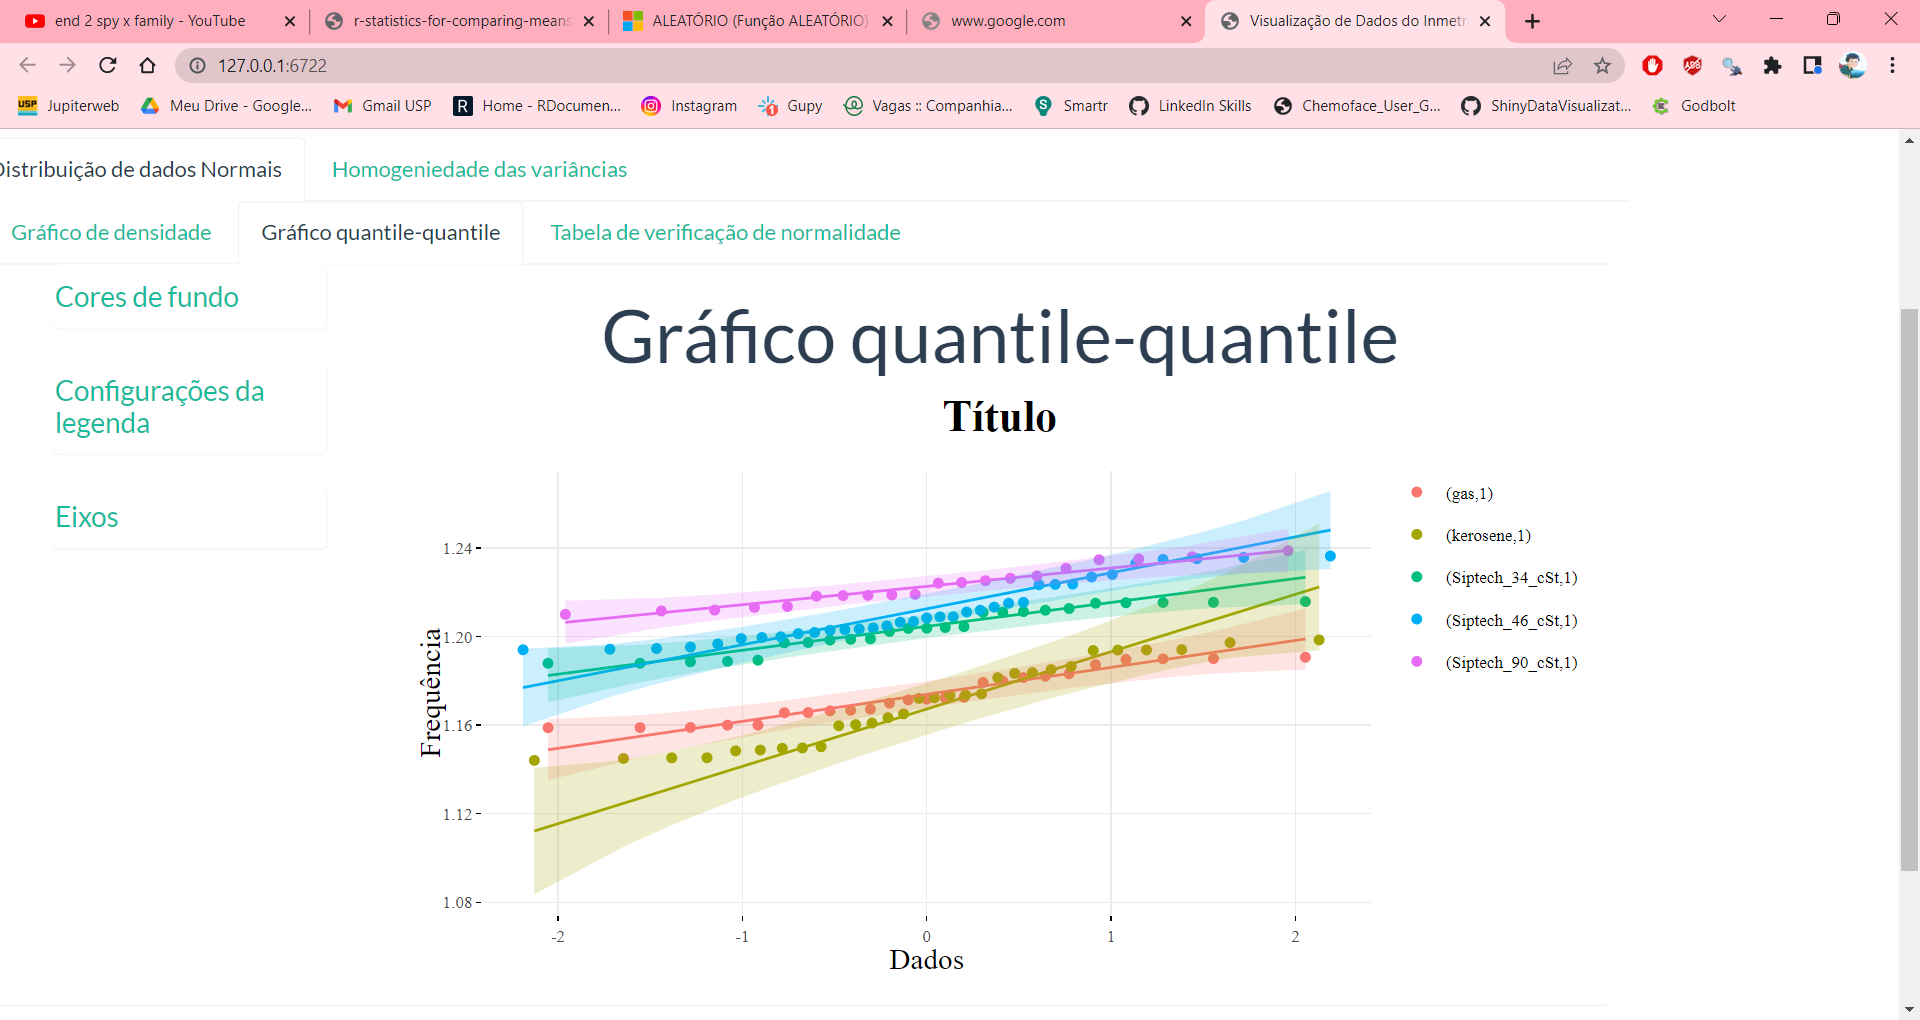 end 2 spy x family - YouTube
r-statistics-for-comparing-means
ALEATÓRIO (Função ALEATÓRIO)
www.google.com
Visualização de Dados do Inmetr
127.0.0.1:6722
USP Jupiterweb
Meu Drive - Google...
Gmail USP
R Home - RDocumen...
Instagram
1 Gupy
Vagas :: Companhia...
S Smartr
LinkedIn Skills
Chemoface_User_G...
ShinyDataVisualizat...
Godbolt
Distribuição de dados Normais
Homogeniedade das variâncias
Gráfico de densidade
Gráfico quantile-quantile
Tabela de verificação de normalidade
Cores de fundo
Configurações da
legenda
Eixos
Gráfico quantile-quantile
Título
Frequência
1.24
1.20
1.16
1.12
1.08
-2
-1
0
1
2
Dados
(gas,1)
(kerosene,1)
(Siptech_34_cSt,1)
(Siptech_46_cSt,1)
(Siptech_90_cSt,1)